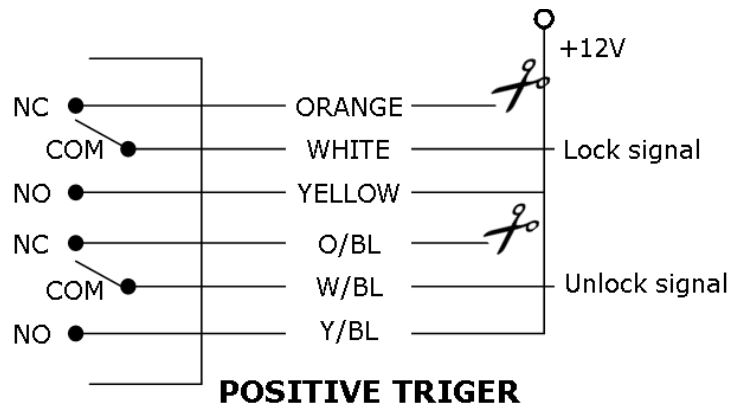 +12V
NC ORANGE
COM WHITE Lock signal
NO YELLOW
NC O/BL
COM W/BL Unlock signal
NO Y/BL
POSITIVE TRIGER